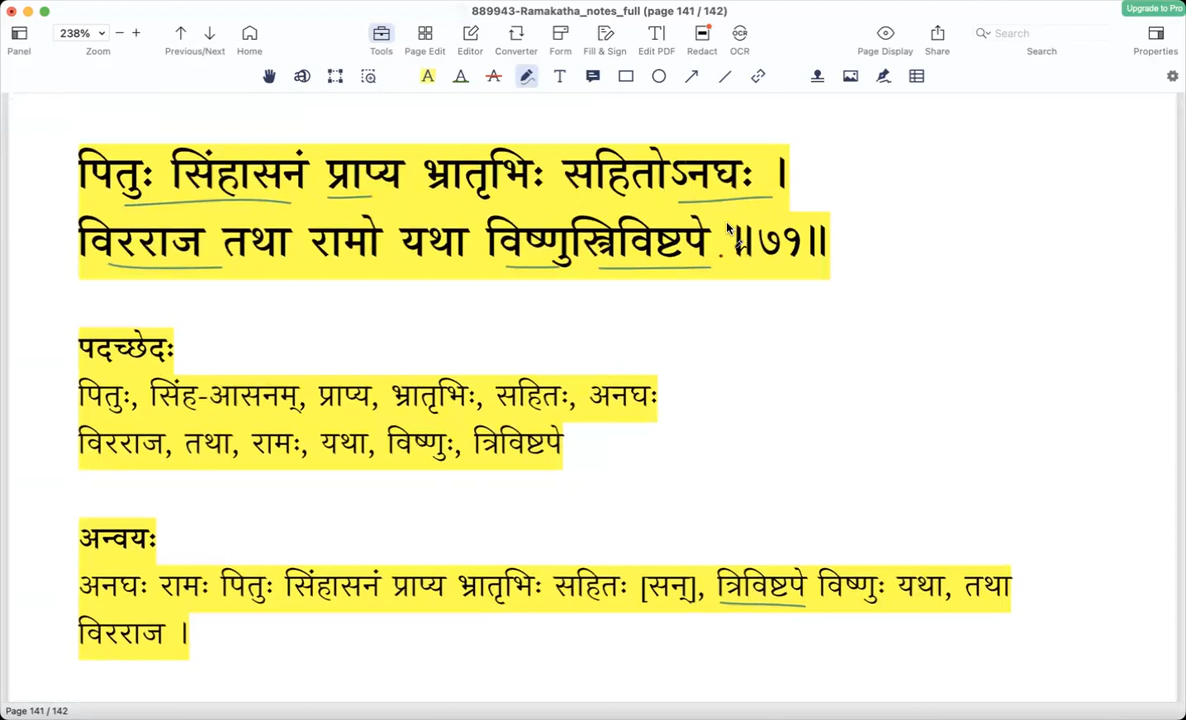 889943-Ramakatha_notes_full (page 141 / 142)
Upgrade to Pro
238%
Search
Panel Zoom Previous/Next Home Tools Page Edit Editor Converter Form Fill & Sign Edit PDF Redact OCR Page Display Share Search Properties
पितुः सिंहासनं प्राप्य भ्रातृभिः सहितोऽनघः ।
विरराज तथा रामो यथा विष्णुस्त्रिविष्टपे ॥७१॥
पदच्छेदः
पितुः, सिंह-आसनम्, प्राप्य, भ्रातृभिः, सहितः, अनघः
विरराज, तथा, रामः, यथा, विष्णुः, त्रिविष्टपे
अन्वयः
अनघः रामः पितुः सिंहासनं प्राप्य भ्रातृभिः सहितः [सन्], त्रिविष्टपे विष्णुः यथा, तथा
विरराज ।
Page 141 / 142